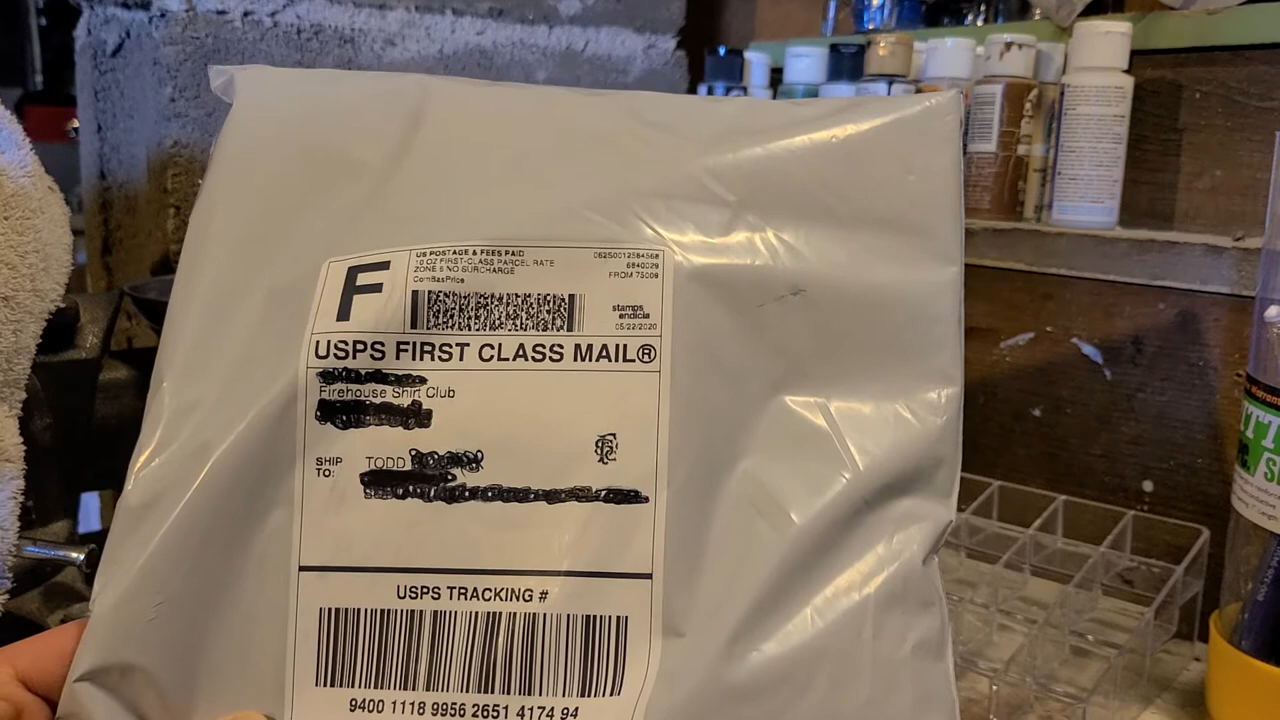 F
US POSTAGE & FEES PAID
10 OZ FIRST-CLASS PARCEL RATE
ZONE 6 NO SURCHARGE
ComBasPrice
062S0012584568
6840029
FROM 75009
stamps
endicia
05/22/2020
USPS FIRST CLASS MAIL®
Firehouse Shirt Club
SHIP
TO:
TODD
USPS TRACKING #
9400 1118 9956 2651 4174 94